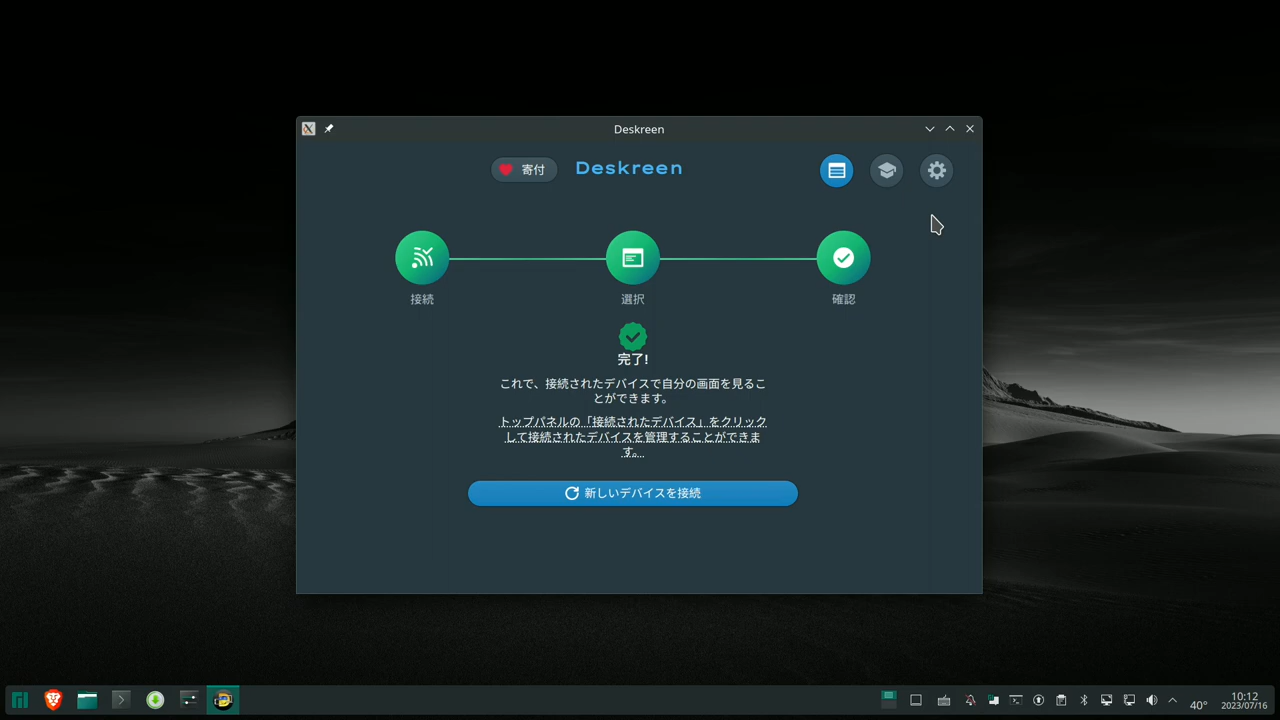 Deskreen
寄付
Deskreen
接続
選択
確認
完了!
これで、接続されたデバイスで自分の画面を見るこ
とができます。
トップパネルの「接続されたデバイス」をクリック
して接続されたデバイスを管理することができま
す。
新しいデバイスを接続
40°
10:12
2023/07/16